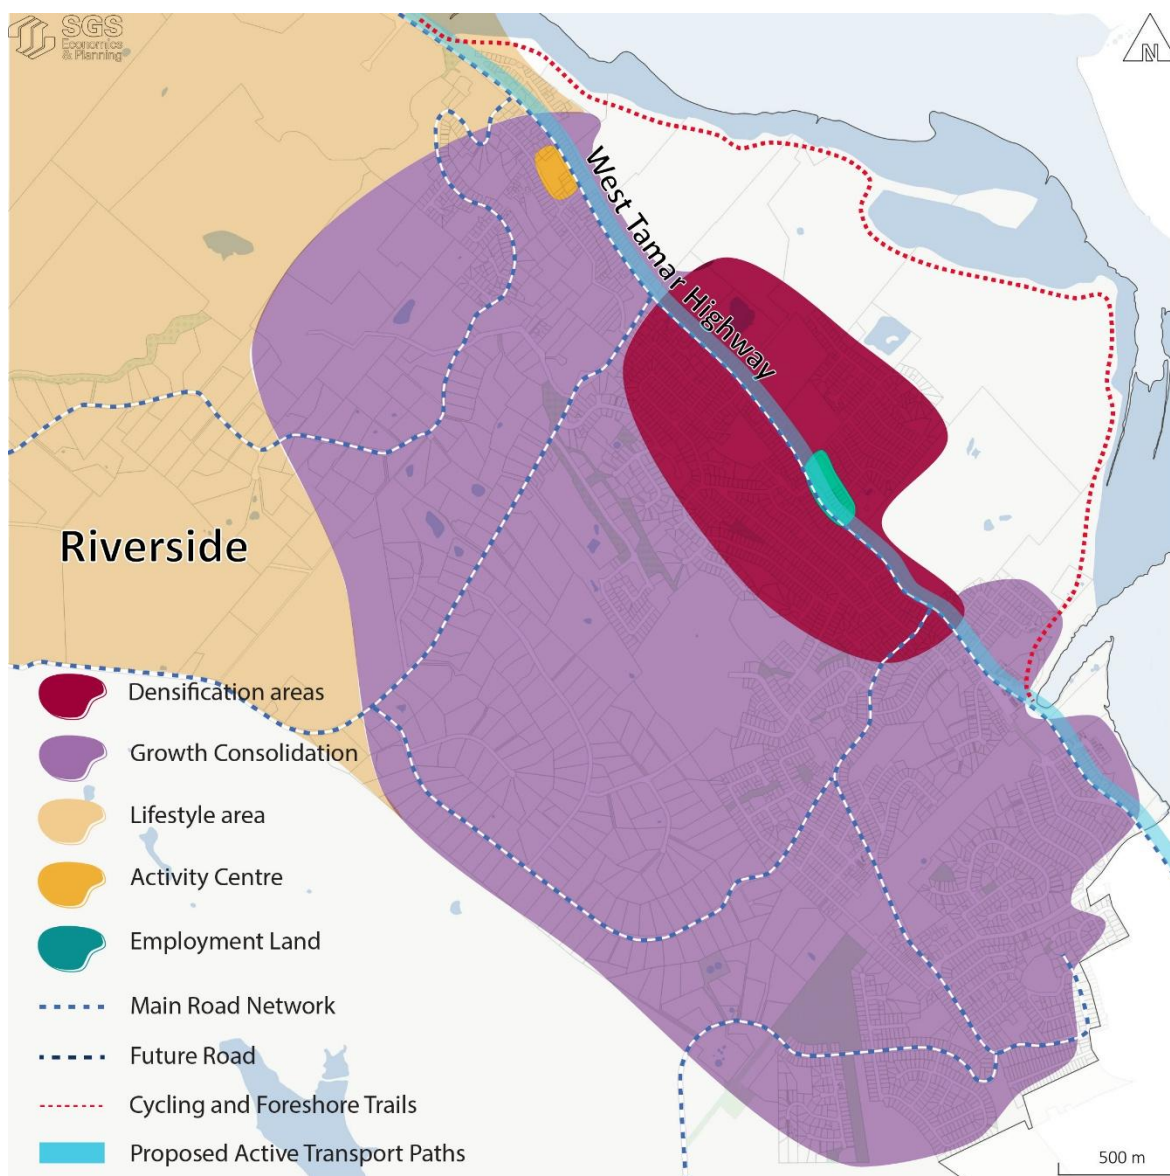 SGS
Economics
& Planning
N
West Tamar Highway
Riverside
Densification areas
Growth Consolidation
Lifestyle area
Activity Centre
Employment Land
Main Road Network
Future Road
Cycling and Foreshore Trails
Proposed Active Transport Paths
500 m